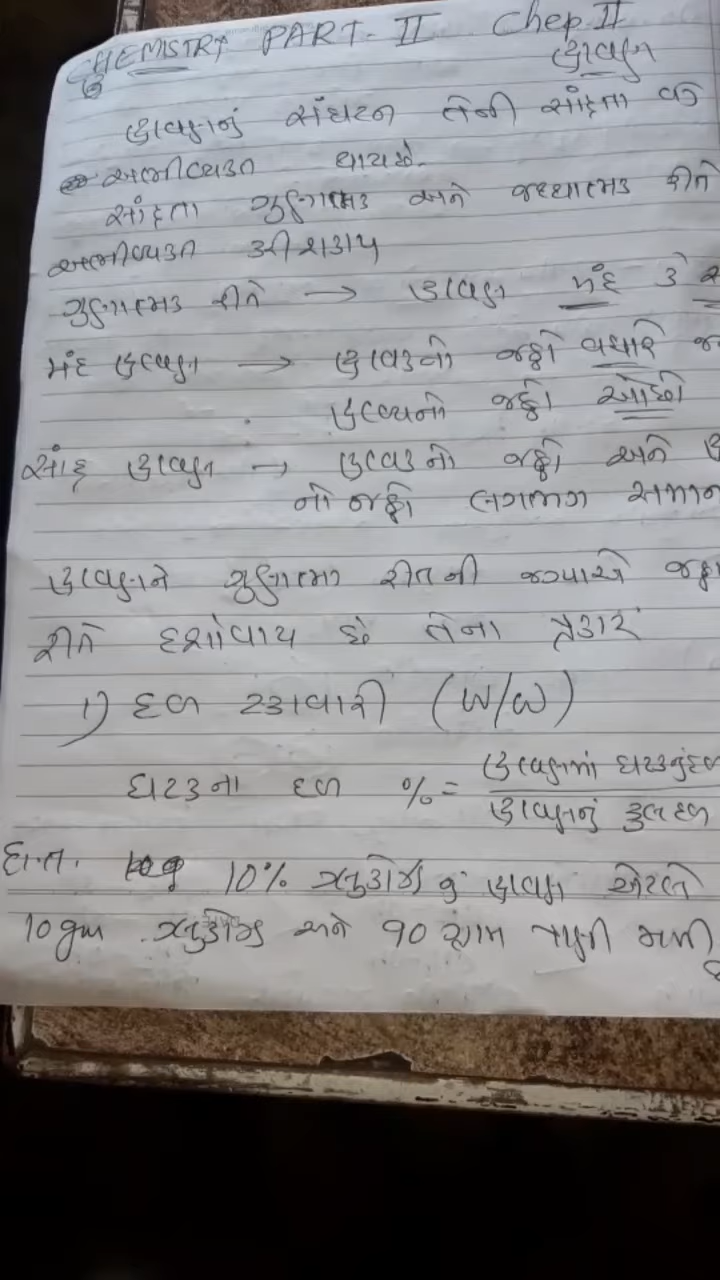 CHEMISTRY PART-II Chep. II
દ્રાવણ
દ્રાવણનું સંઘટન તેની સાંદ્રતા વડે
અભીવ્યક્ત થાય છે.
સાંદ્રતા ગુણાત્મક અને જથ્થાત્મક રીતે
અભીવ્યક્ત કરી શકાય
ગુણાત્મક રીતે → દ્રાવણ મંદ કે
મંદ દ્રાવણ → દ્રાવકનો જથ્થો વધારે
દ્રાવ્યનો જથ્થો ઓછો
સાંદ્ર દ્રાવણ → દ્રાવકનો જથ્થો અને
નો જથ્થો લગભગ સમાન
દ્રાવણને ગુણાત્મક રીતની જગ્યાએ
રીતે દર્શાવાય છે તેના પ્રકાર
1) દળ ટકાવારી (W/W)
ઘટકના દળ % = દ્રાવણમાં ઘટકનું દળ
દ્રાવણનું કુલ દળ
દા.ત. 10% ગ્લુકોઝ નું દ્રાવણ એટલે
10 gm ગ્લુકોઝ અને 90 ગ્રામ પાણી મળી